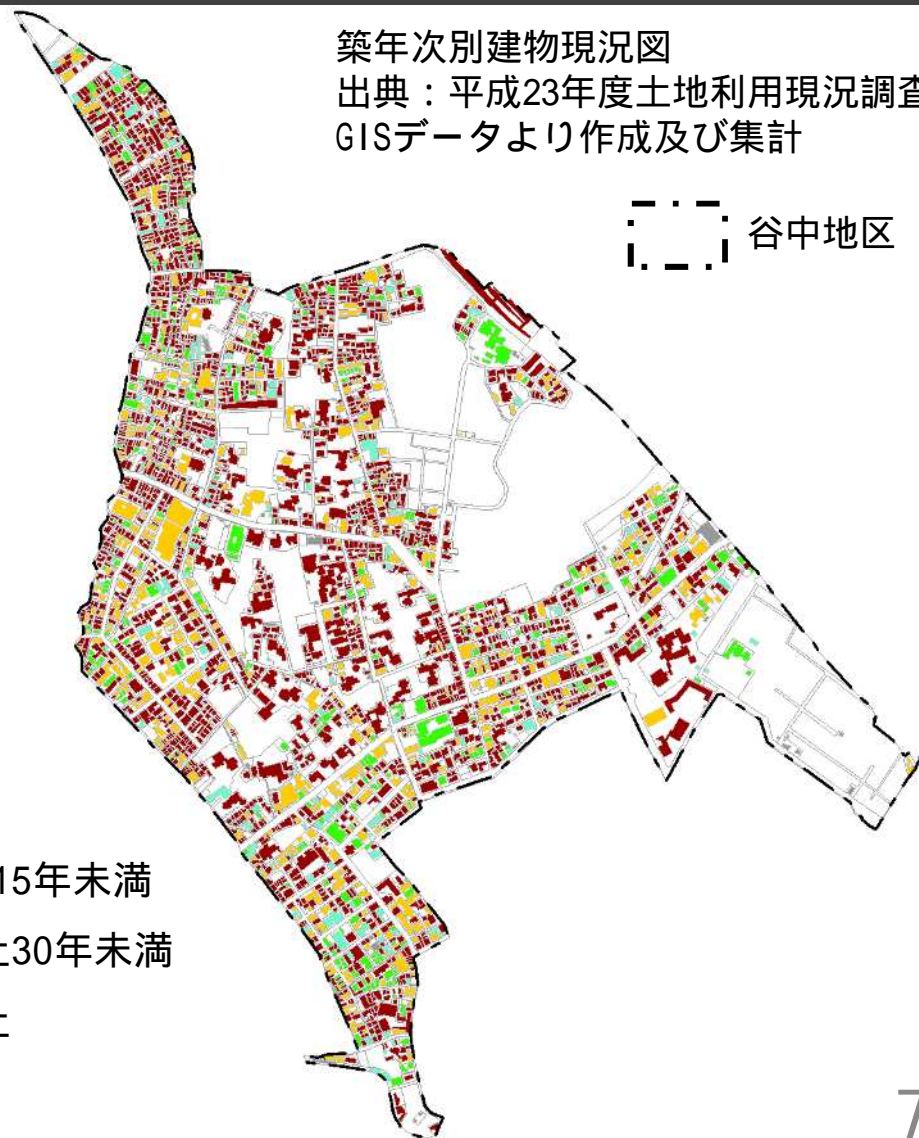 築年次別建物現況図
出典：平成23年度土地利用現況調査
GISデータより作成及び集計
谷中地区
15年未満
30年未満
7